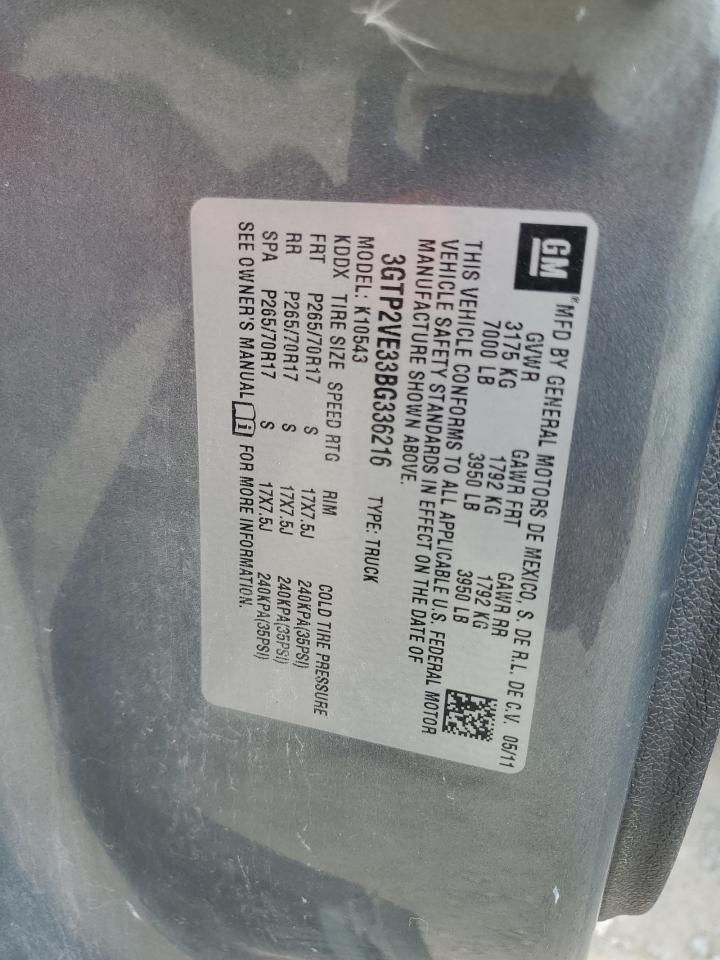 GM
MFD BY GENERAL MOTORS DE MEXICO, S. DE R.L. DE C.V. 05/11
GVWR GAWR FRT GAWR RR
3175 KG 1792 KG 1792 KG
7000 LB 3950 LB 3950 LB
THIS VEHICLE CONFORMS TO ALL APPLICABLE U.S. FEDERAL MOTOR
VEHICLE SAFETY STANDARDS IN EFFECT ON THE DATE OF
MANUFACTURE SHOWN ABOVE.
3GTP2VE33BG336216 TYPE: TRUCK
MODEL: K10543
KDDX TIRE SIZE SPEED RTG RIM COLD TIRE PRESSURE
FRT P265/70R17 S 17X7.5J 240KPA(35PSI)
RR P265/70R17 S 17X7.5J 240KPA(35PSI)
SPA P265/70R17 S 17X7.5J 240KPA(35PSI)
SEE OWNER'S MANUAL i FOR MORE INFORMATION.